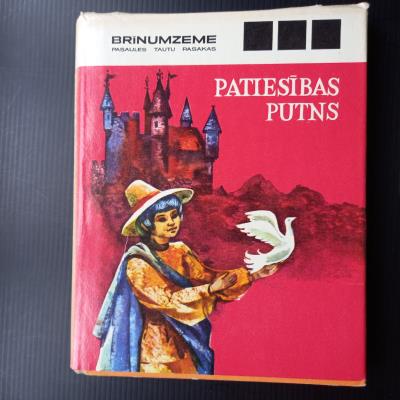 BRīNUMZEME
PASAULES TAUTU PASAKAS
PATIESĪBAS
PUTNS